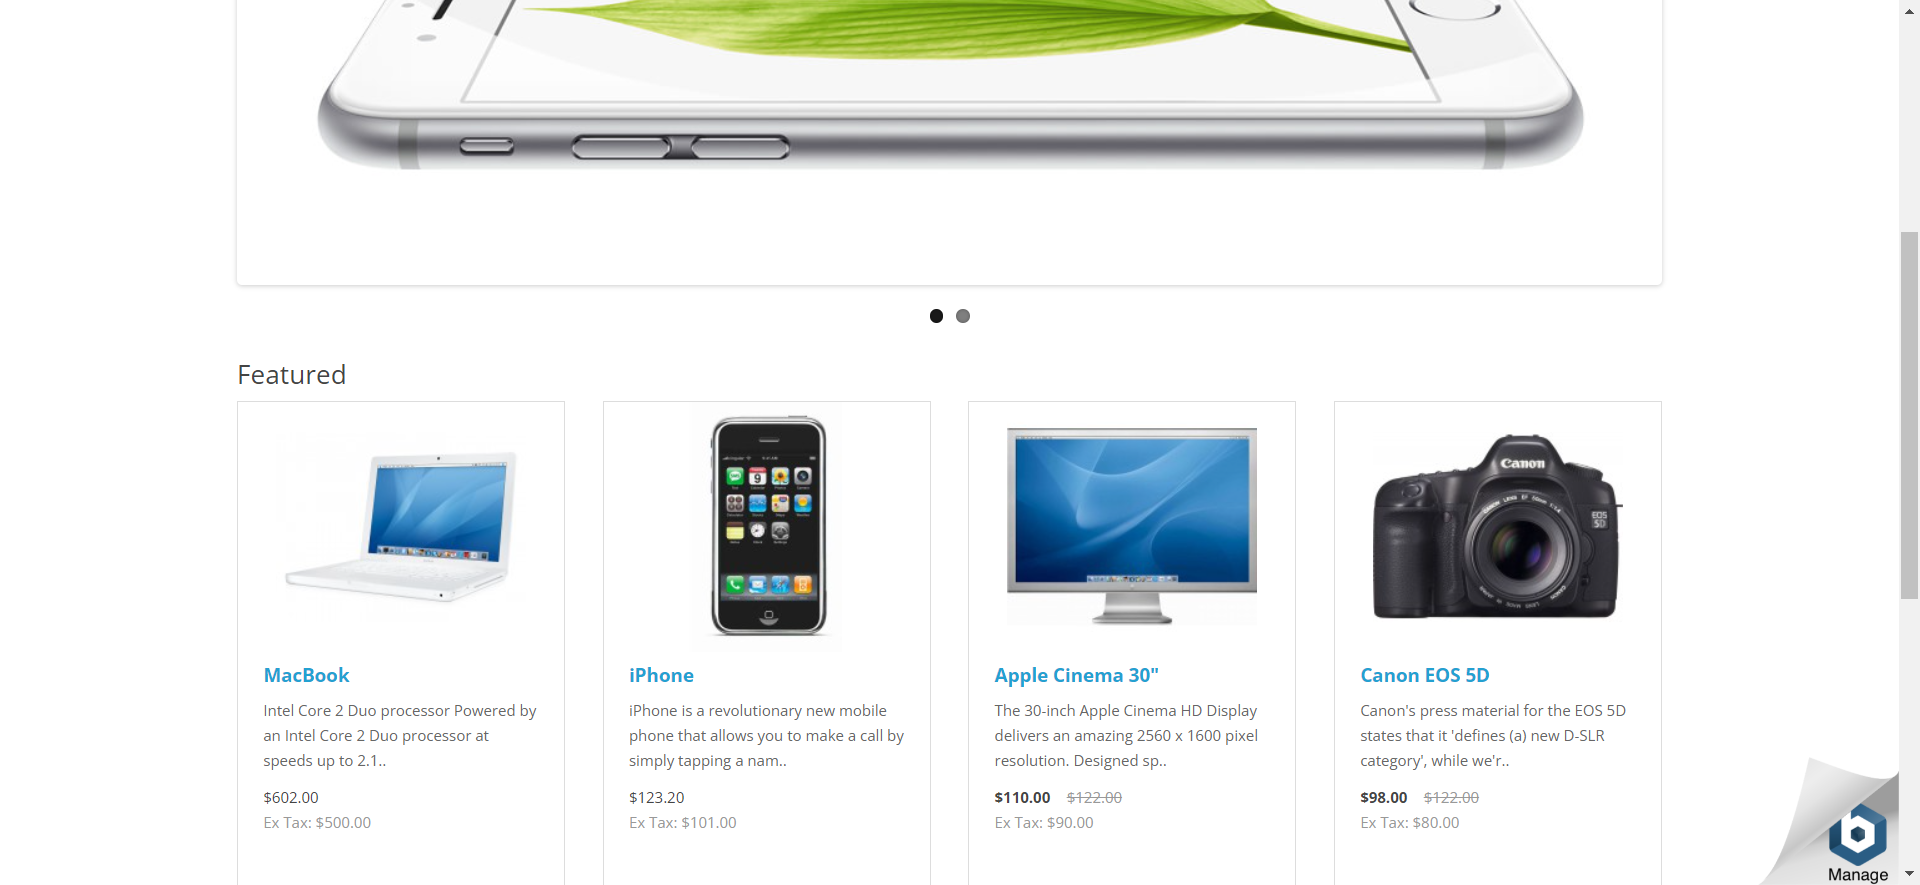 Featured
Canon
EOS
5D
MacBook
Intel Core 2 Duo processor Powered by
an Intel Core 2 Duo processor at
speeds up to 2.1..
$602.00
Ex Tax: $500.00
iPhone
iPhone is a revolutionary new mobile
phone that allows you to make a call by
simply tapping a nam..
$123.20
Ex Tax: $101.00
Apple Cinema 30"
The 30-inch Apple Cinema HD Display
delivers an amazing 2560 x 1600 pixel
resolution. Designed sp..
$110.00 $122.00
Ex Tax: $90.00
Canon EOS 5D
Canon's press material for the EOS 5D
states that it 'defines (a) new D-SLR
category', while we'r..
$98.00 $122.00
Ex Tax: $80.00
b
Manage